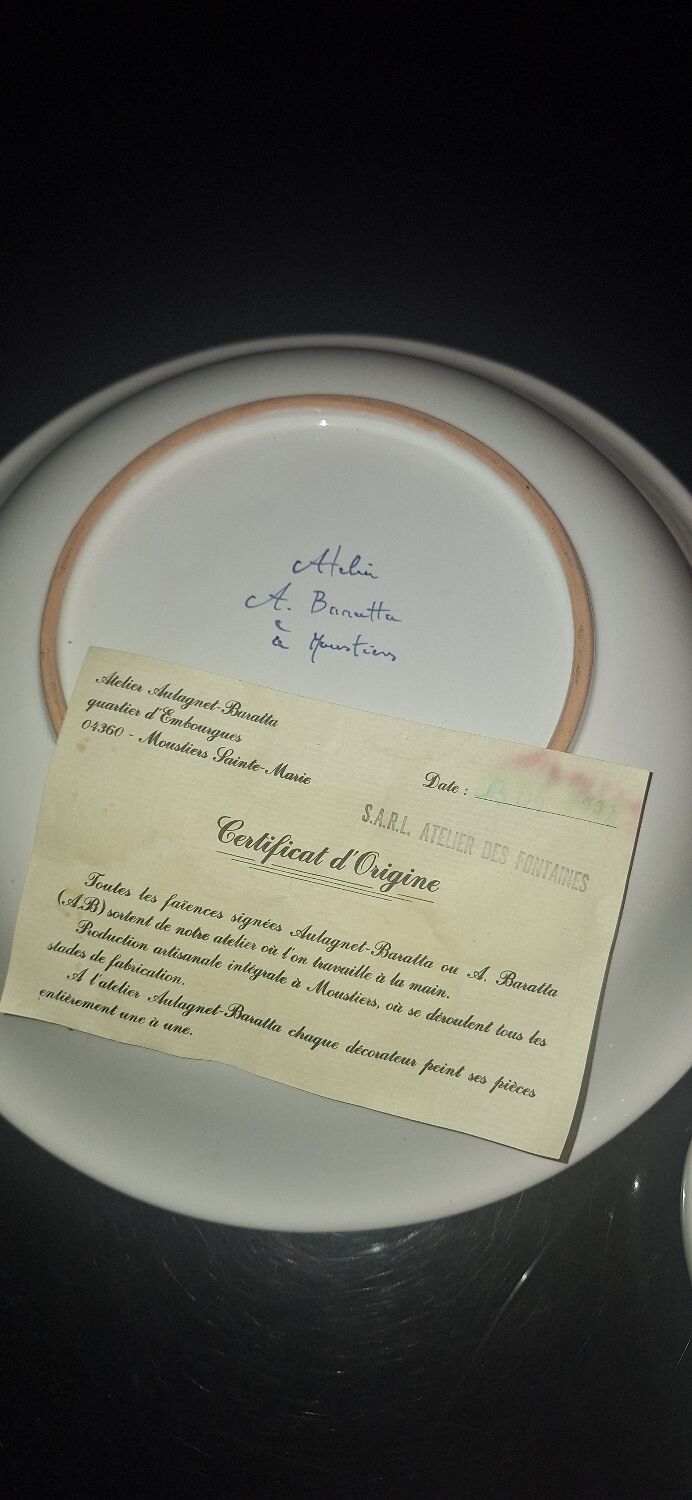 Atelier
A. Baratta
à
à Moustiers
Atelier Aulagnet-Baratta
quartier d'Embourgues
04360 - Moustiers Sainte-Marie
Date :
S.A.R.L. ATELIER DES FONTAINES
Certificat d'Origine
Toutes les faïences signées Aulagnet-Baratta ou A. Baratta
(A.B) sortent de notre atelier où l'on travaille à la main.
Production artisanale intégrale à Moustiers, où se déroulent tous les
stades de fabrication.
A l'atelier Aulagnet-Baratta chaque décorateur peint ses pièces
entièrement une à une.